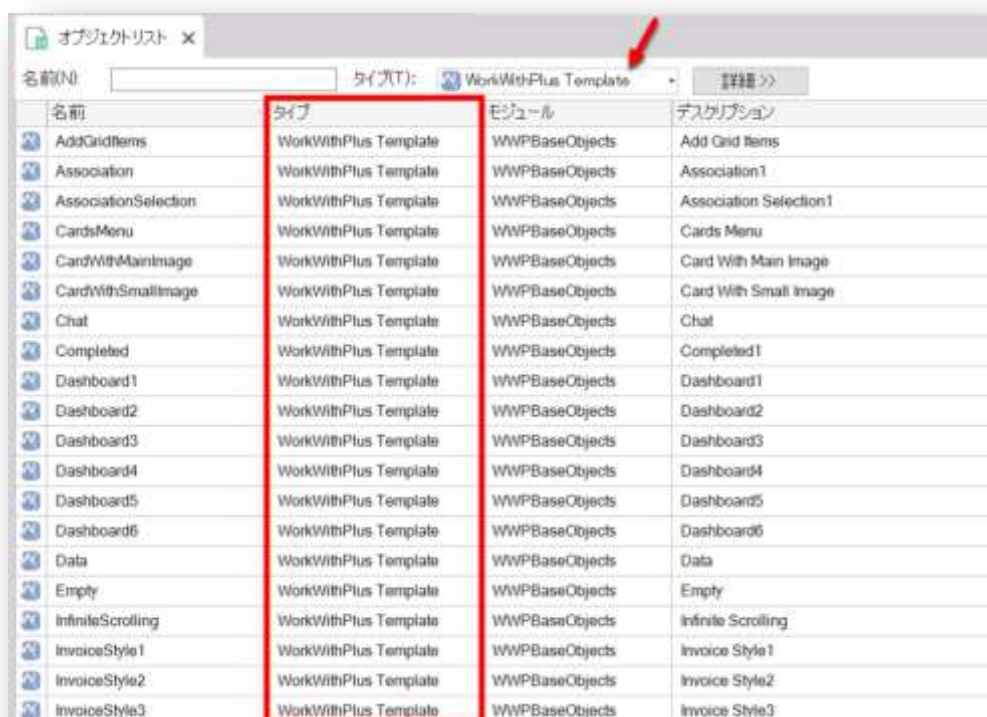 オブジェクトリスト ×
名前(N) タイプ(T): WorkWithPlus Template 詳細 >>
名前 タイプ モジュール デスクリプション
AddGridItems WorkWithPlus Template WWPBaseObjects Add Grid Items
Association WorkWithPlus Template WWPBaseObjects Association1
AssociationSelection WorkWithPlus Template WWPBaseObjects Association Selection1
CardsMenu WorkWithPlus Template WWPBaseObjects Cards Menu
CardWithMainImage WorkWithPlus Template WWPBaseObjects Card With Main Image
CardWithSmallImage WorkWithPlus Template WWPBaseObjects Card With Small Image
Chat WorkWithPlus Template WWPBaseObjects Chat
Completed WorkWithPlus Template WWPBaseObjects Completed1
Dashboard1 WorkWithPlus Template WWPBaseObjects Dashboard1
Dashboard2 WorkWithPlus Template WWPBaseObjects Dashboard2
Dashboard3 WorkWithPlus Template WWPBaseObjects Dashboard3
Dashboard4 WorkWithPlus Template WWPBaseObjects Dashboard4
Dashboard5 WorkWithPlus Template WWPBaseObjects Dashboard5
Dashboard6 WorkWithPlus Template WWPBaseObjects Dashboard6
Data WorkWithPlus Template WWPBaseObjects Data
Empty WorkWithPlus Template WWPBaseObjects Empty
InfiniteScrolling WorkWithPlus Template WWPBaseObjects Infinite Scrolling
InvoiceStyle1 WorkWithPlus Template WWPBaseObjects Invoice Style1
InvoiceStyle2 WorkWithPlus Template WWPBaseObjects Invoice Style2
InvoiceStyle3 WorkWithPlus Template WWPBaseObjects Invoice Style3